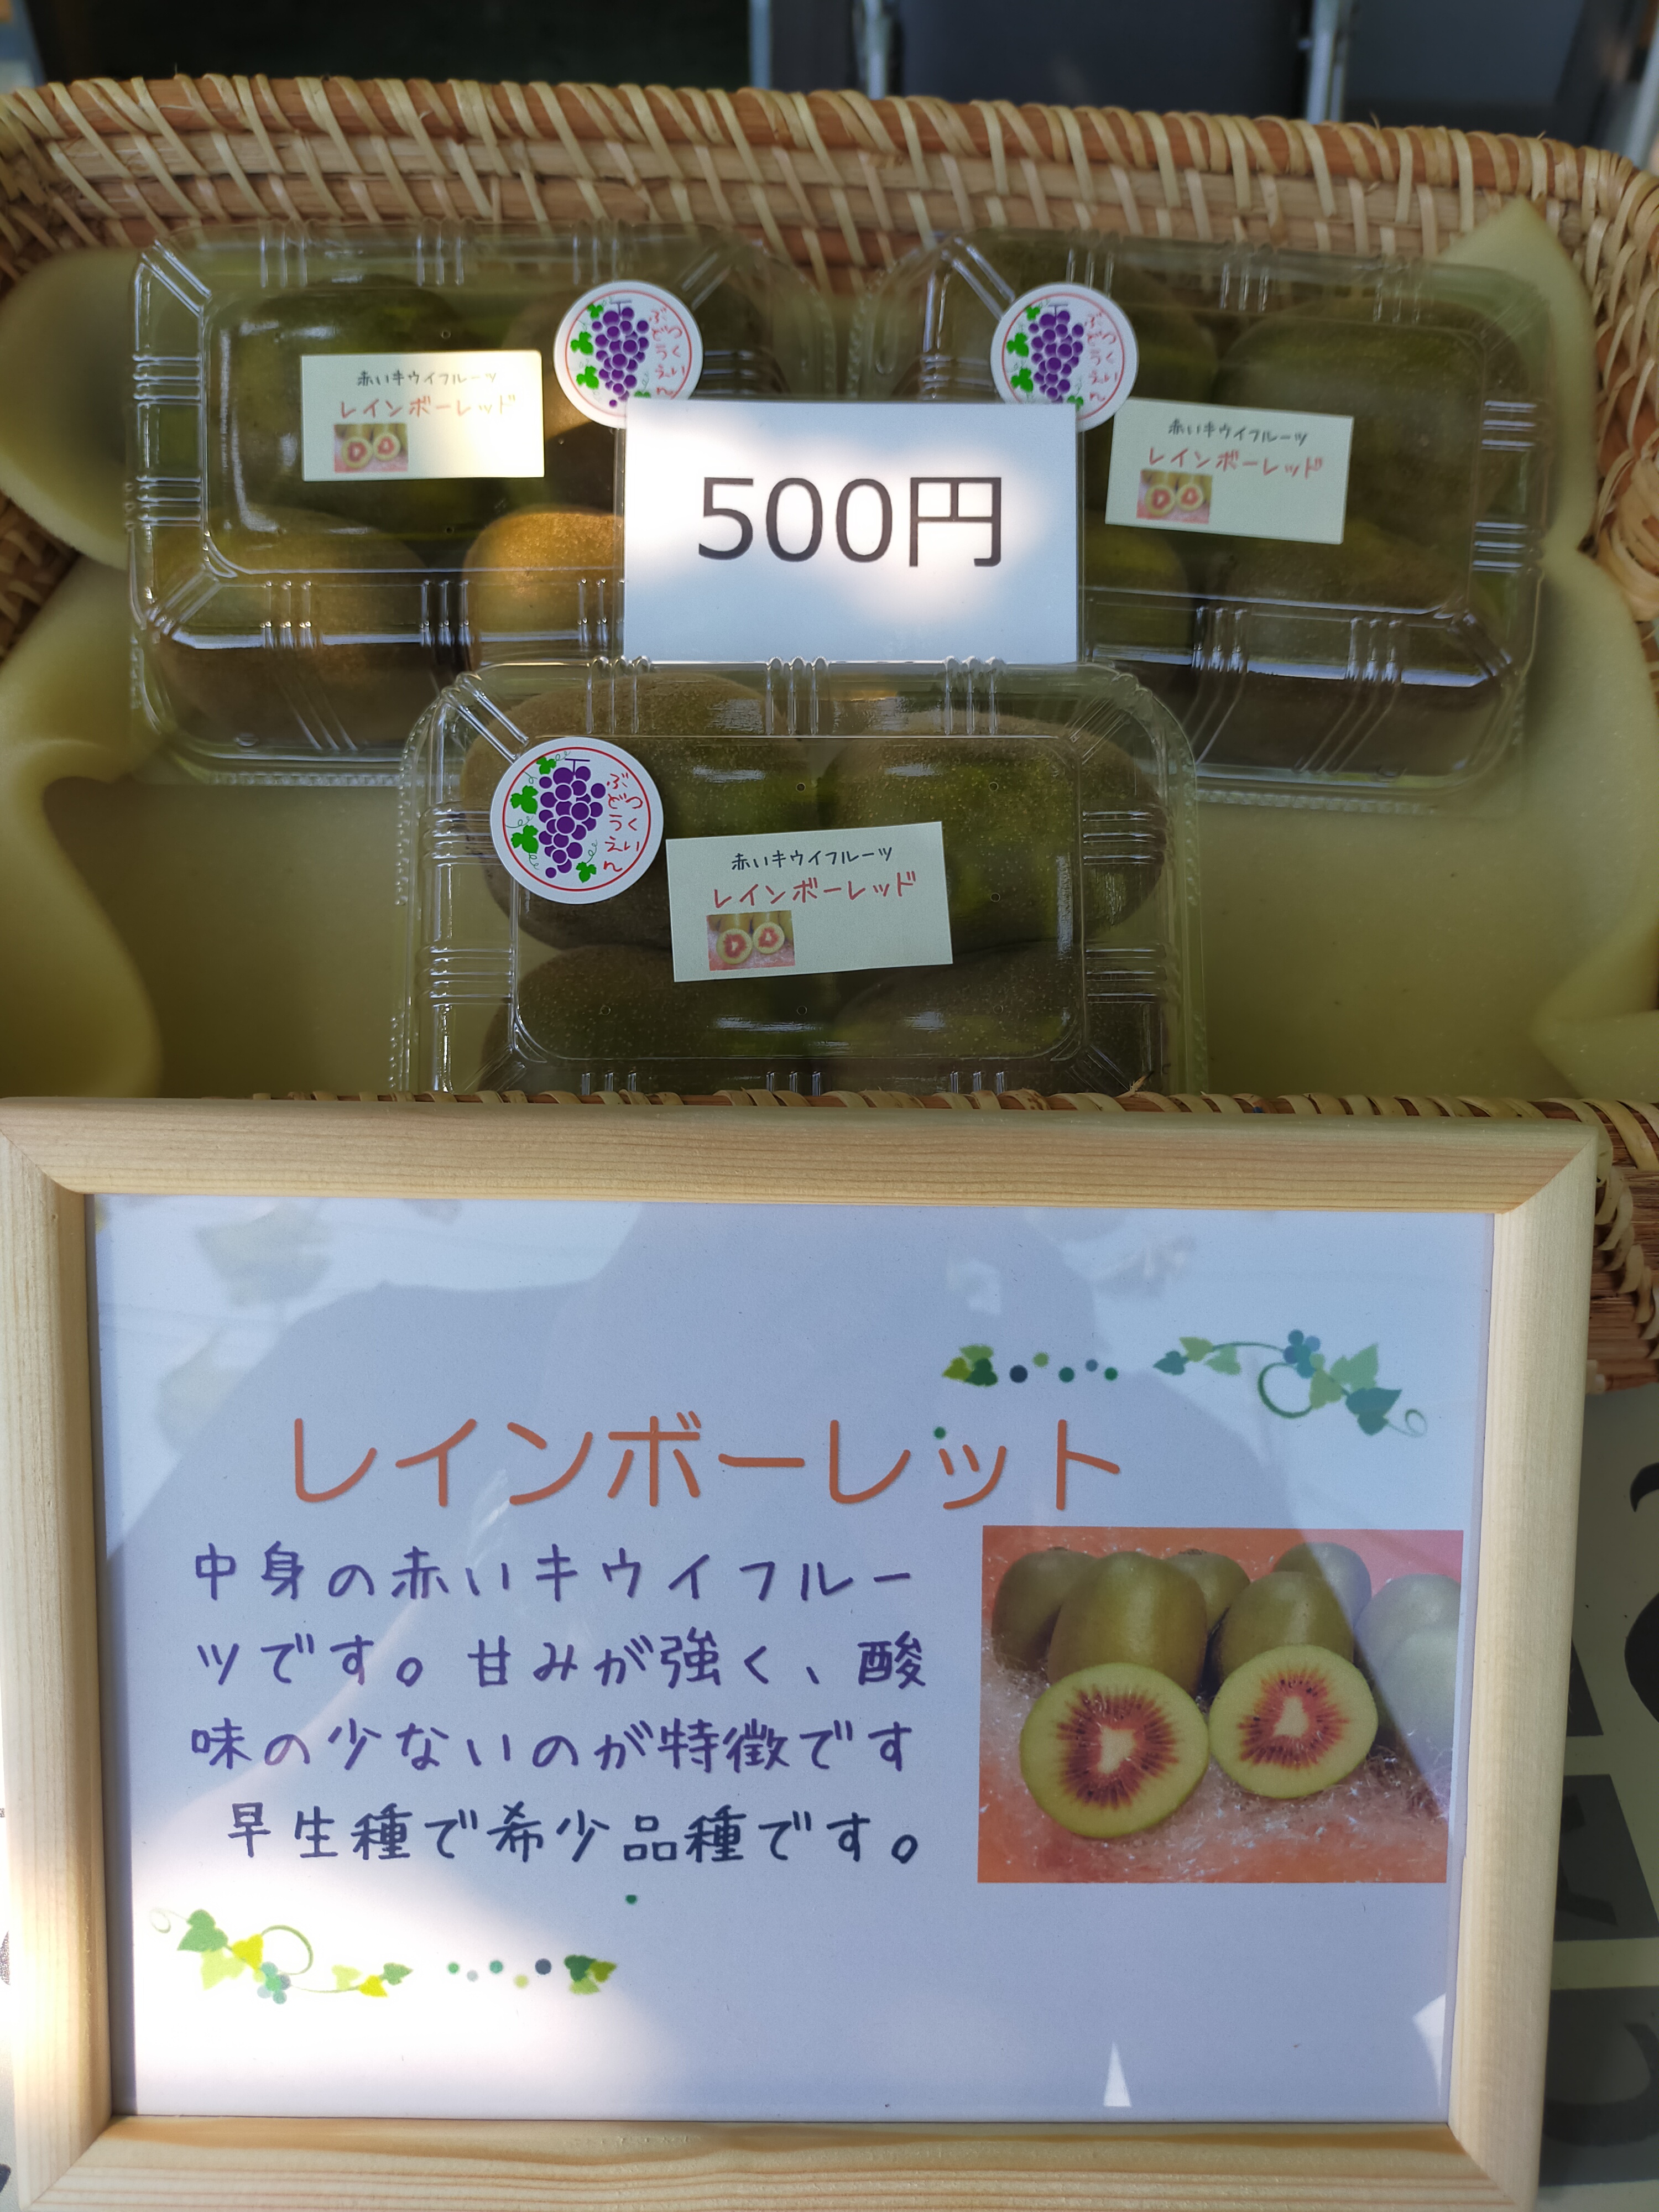 赤いキウイフルーツ
レインボーレッド
ぶどう
つくいえん
500円
ぶどう
つくいえん
赤いキウイフルーツ
レインボーレッド
ぶどう
つくいえん
赤いキウイフルーツ
レインボーレッド
レインボーレット
中身の赤いキウイフルー
ツです。甘みが強く、酸
味の少ないのが特徴です
早生種で希少品種です。